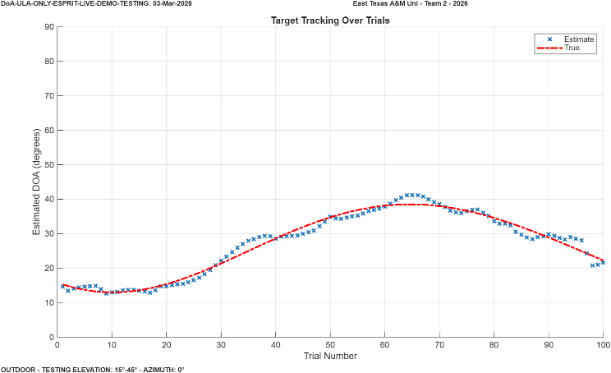 DoA-ULA-ONLY-ESPRIT-LIVE-DEMO-TESTING: 03-Mar-2026
East Texas A&M Uni - Team 2 - 2026
Target Tracking Over Trials
Estimate
True
90
80
70
60
50
40
30
20
10
0
Estimated DOA (degrees)
0 10 20 30 40 50 60 70 80 90 100
Trial Number
OUTDOOR - TESTING ELEVATION: 15°-45° - AZIMUTH: 0°